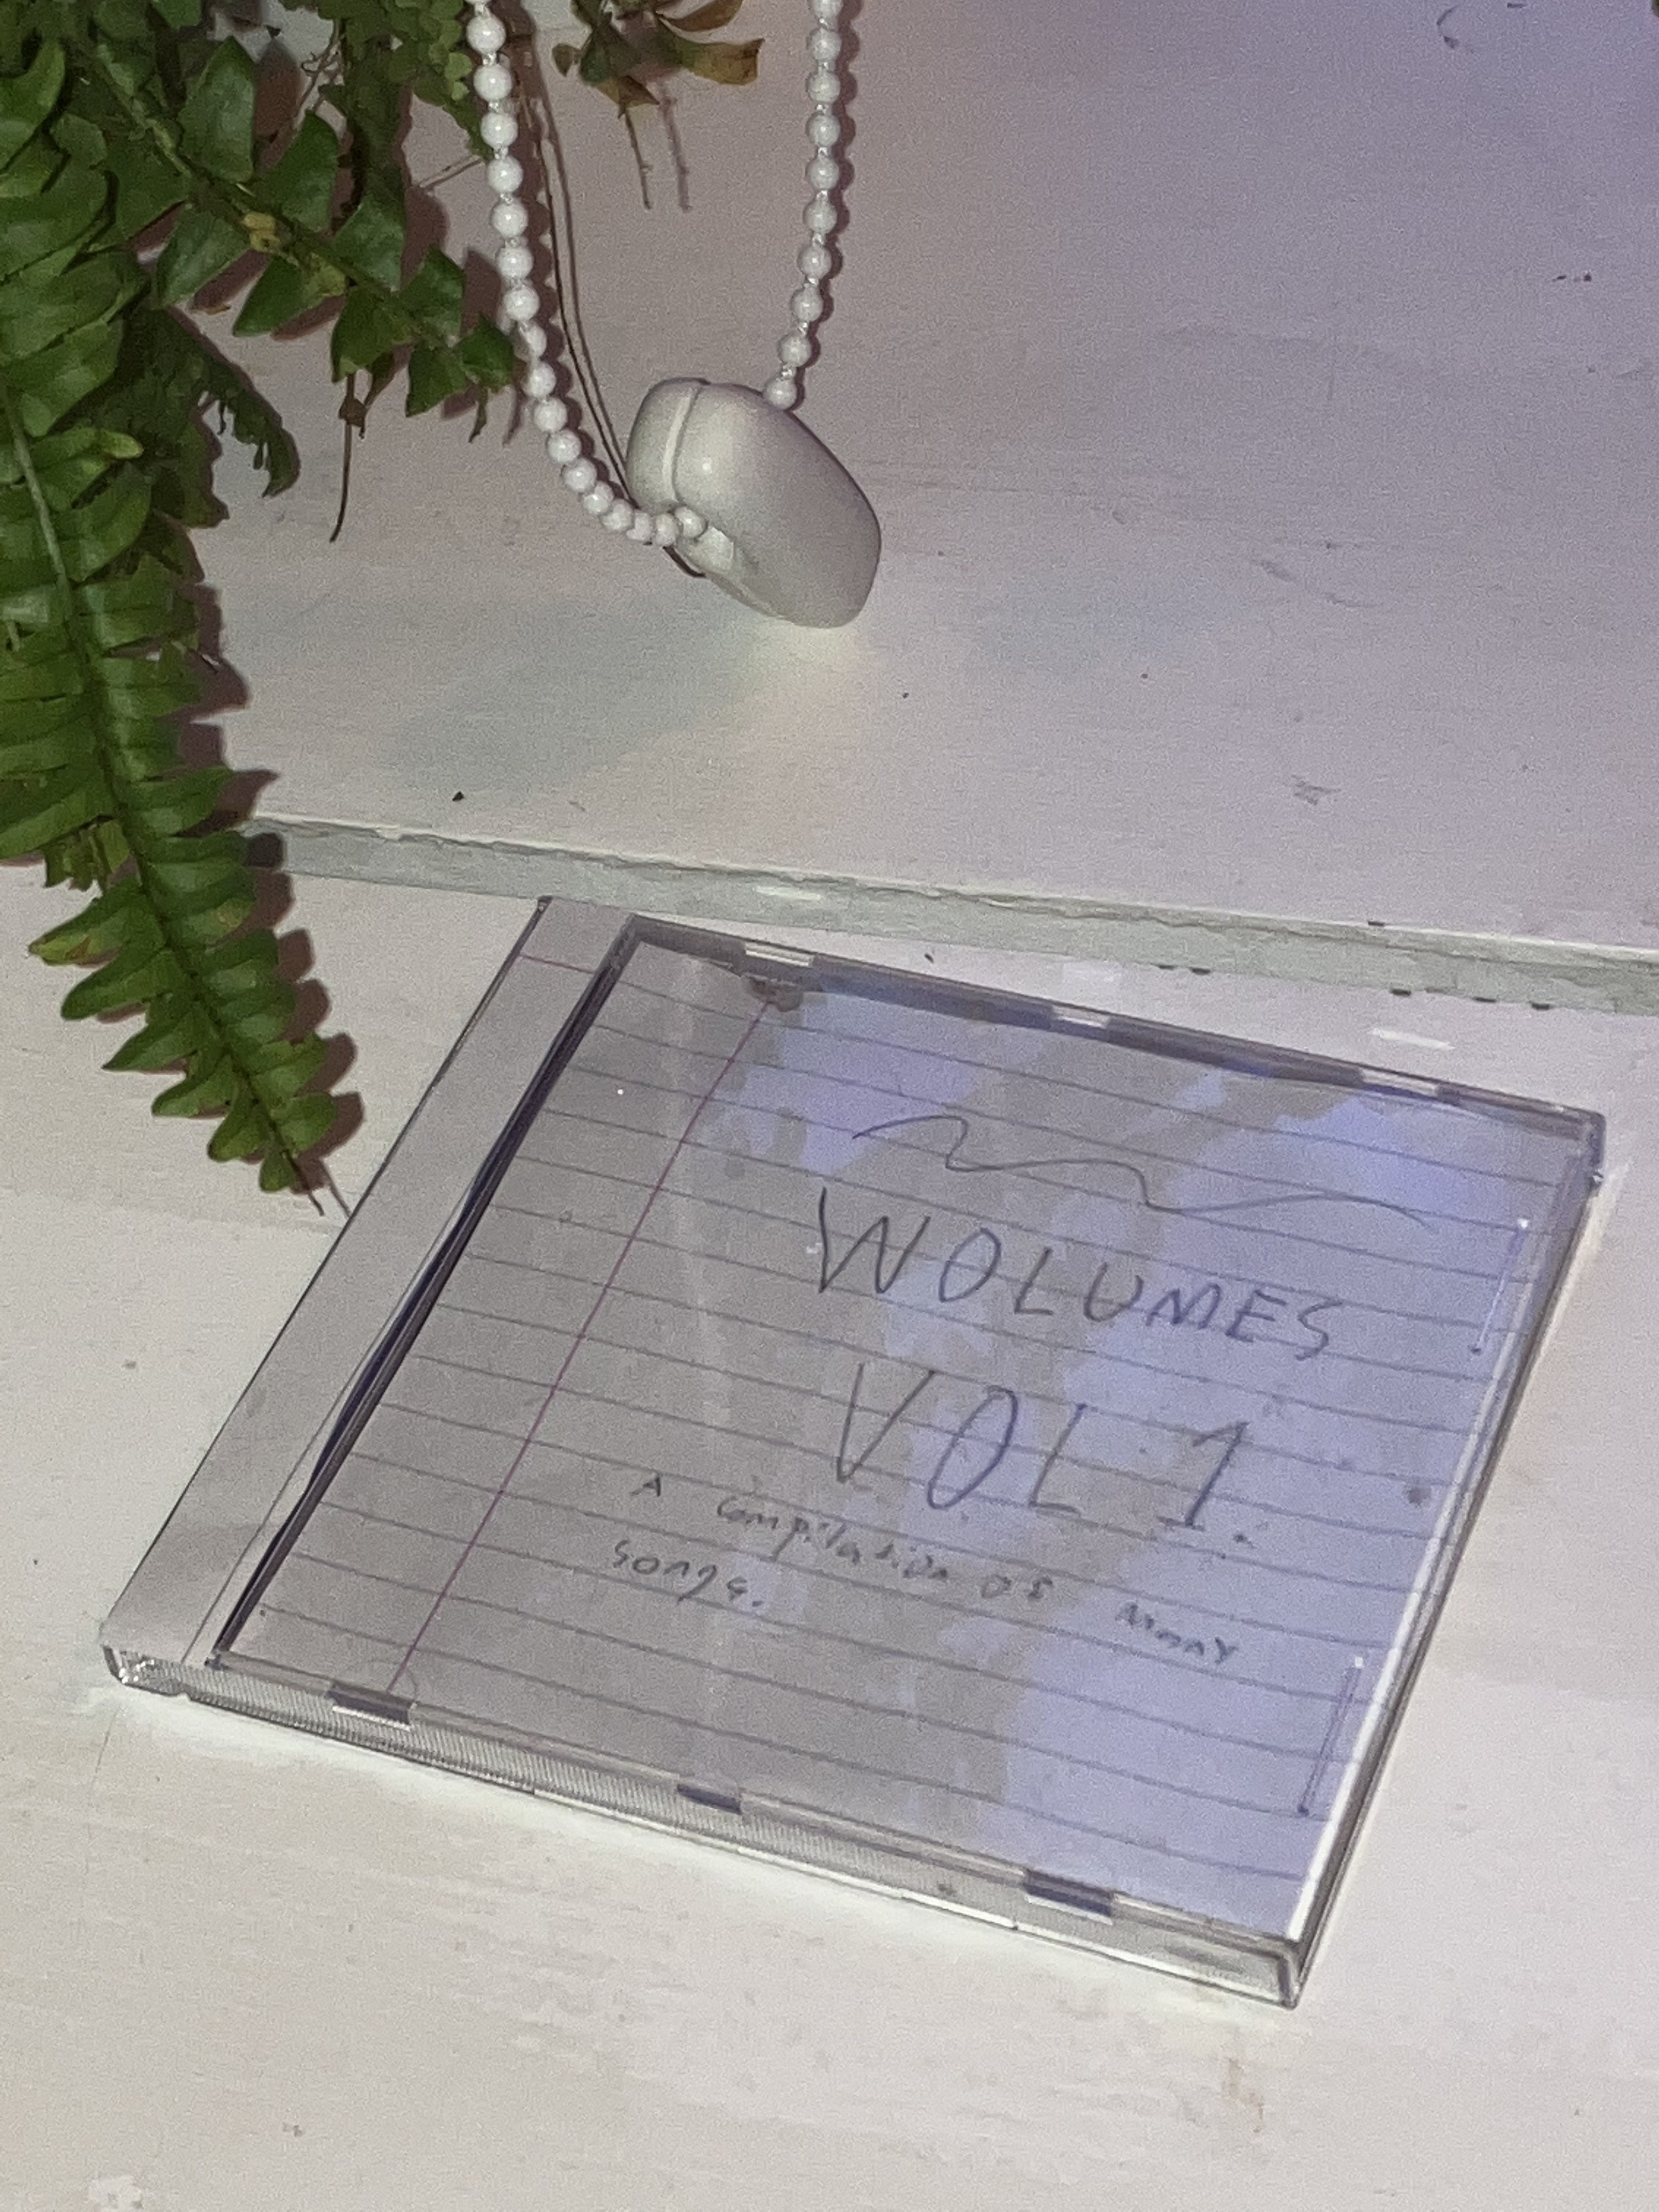 WOLUMES
VOL 1.
A compilation of many
songs.